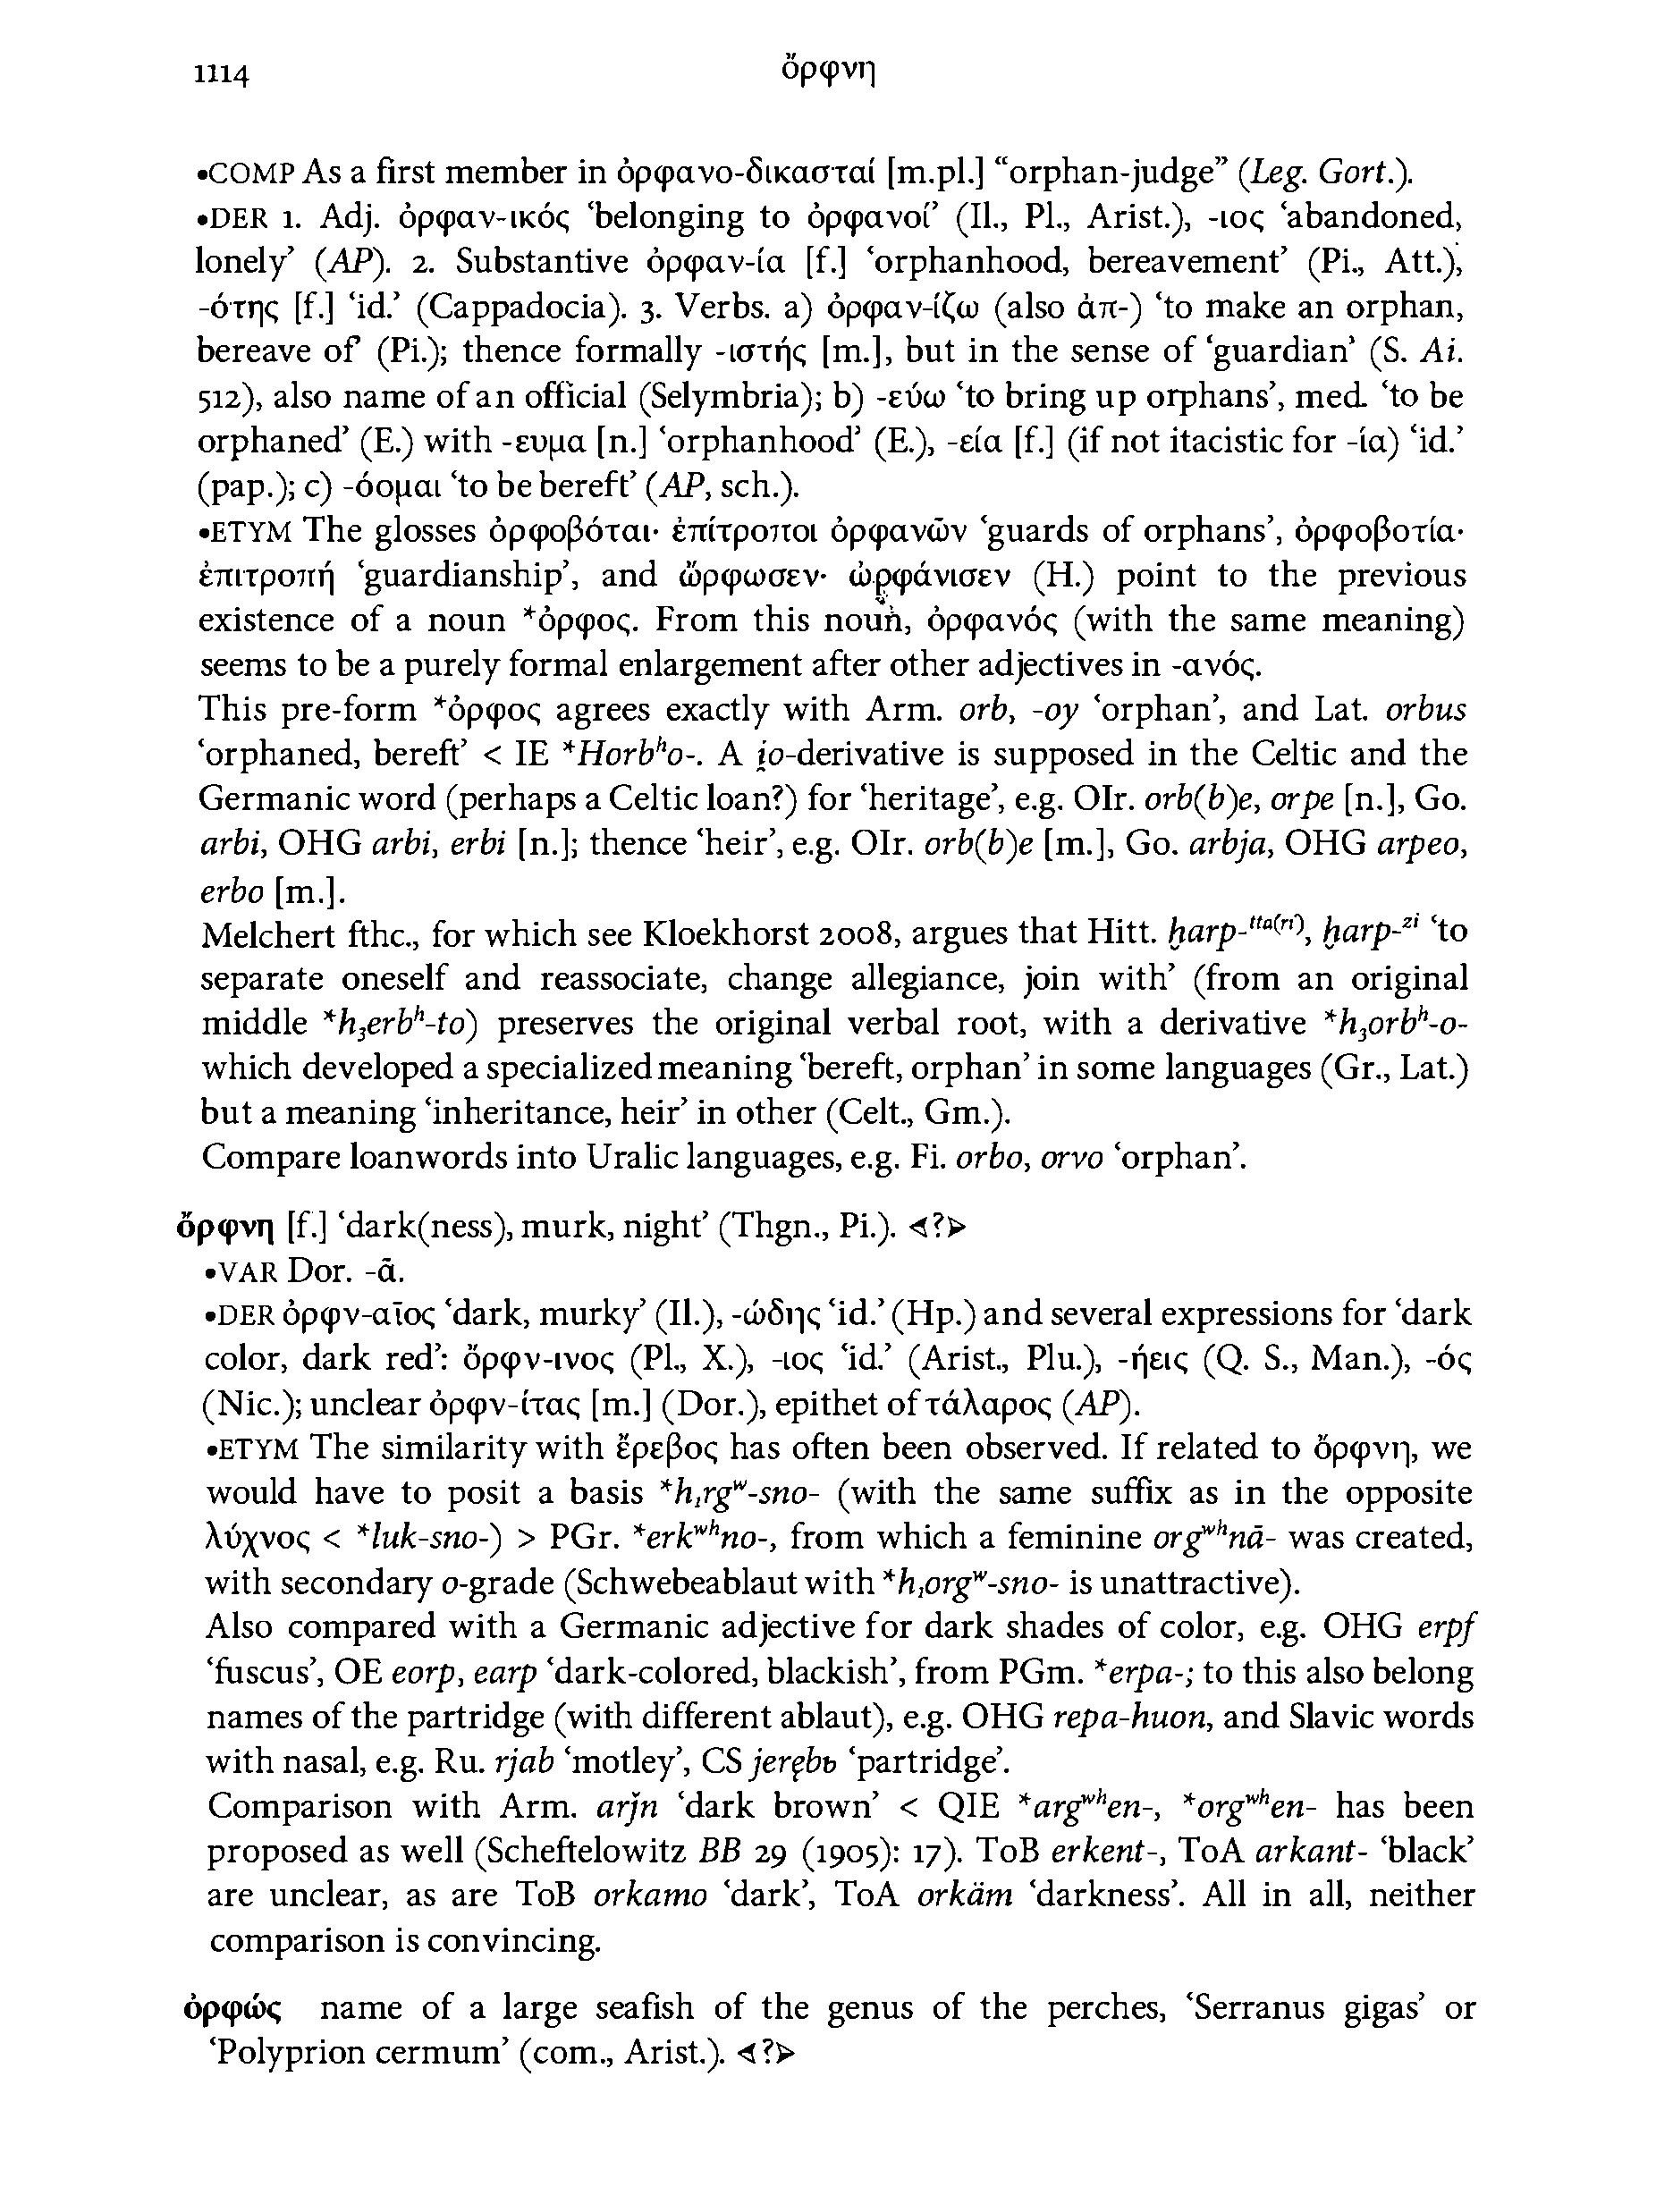 1114 ὄρφνη
•COMP As a first member in ὀρφανο-δικασταί [m.pl.] “orphan-judge” (Leg. Gort.).
•DER 1. Adj. ὀρφαν-ικός ‘belonging to ὀρφανοί’ (Il., Pl., Arist.), -ιος ‘abandoned,
lonely’ (AP). 2. Substantive ὀρφαν-ία [f.] ‘orphanhood, bereavement’ (Pi., Att.),
-ότης [f.] ‘id.’ (Cappadocia). 3. Verbs. a) ὀρφαν-ίζω (also ἀπ-) ‘to make an orphan,
bereave of’ (Pi.); thence formally -ιστής [m.], but in the sense of ‘guardian’ (S. Ai.
512), also name of an official (Selymbria); b) -εύω ‘to bring up orphans’, med. ‘to be
orphaned’ (E.) with -ευμα [n.] ‘orphanhood’ (E.), -εία [f.] (if not itacistic for -ία) ‘id.’
(pap.); c) -όομαι ‘to be bereft’ (AP, sch.).
•ETYM The glosses ὀρφοβόται· ἐπίτροποι ὀρφανῶν ‘guards of orphans’, ὀρφοβοτία·
ἐπιτροπή ‘guardianship’, and ὤρφωσεν· ὠρφάνισεν (H.) point to the previous
existence of a noun *ὀρφος. From this noun, ὀρφανός (with the same meaning)
seems to be a purely formal enlargement after other adjectives in -ανός.
This pre-form *ὀρφος agrees exactly with Arm. orb, -oy ‘orphan’, and Lat. orbus
‘orphaned, bereft’ < IE *Horbʰo-. A i̯o-derivative is supposed in the Celtic and the
Germanic word (perhaps a Celtic loan?) for ‘heritage’, e.g. OIr. orb(b)e, orpe [n.], Go.
arbi, OHG arbi, erbi [n.]; thence ‘heir’, e.g. OIr. orb(b)e [m.], Go. arbja, OHG arpeo,
erbo [m.].
Melchert fthc., for which see Kloekhorst 2008, argues that Hitt. ḫarp-ᵗᵗᵃ⁽ʳⁱ⁾, ḫarp-ᶻⁱ ‘to
separate oneself and reassociate, change allegiance, join with’ (from an original
middle *h₃erbʰ-to) preserves the original verbal root, with a derivative *h₃orbʰ-o-
which developed a specialized meaning ‘bereft, orphan’ in some languages (Gr., Lat.)
but a meaning ‘inheritance, heir’ in other (Celt., Gm.).
Compare loanwords into Uralic languages, e.g. Fi. orbo, orvo ‘orphan’.
ὄρφνη [f.] ‘dark(ness), murk, night’ (Thgn., Pi.). ⊲?⊳
•VAR Dor. -ᾱ.
•DER ὀρφν-αῖος ‘dark, murky’ (Il.), -ώδης ‘id.’ (Hp.) and several expressions for ‘dark
color, dark red’: ὄρφν-ινος (Pl., X.), -ιος ‘id.’ (Arist., Plu.), -ήεις (Q. S., Man.), -ός
(Nic.); unclear ὀρφν-ίτας [m.] (Dor.), epithet of τάλαρος (AP).
•ETYM The similarity with ἔρεβος has often been observed. If related to ὄρφνη, we
would have to posit a basis *h₁rgʷ-sno- (with the same suffix as in the opposite
λύχνος < *luk-sno-) > PGr. *erkʷʰno-, from which a feminine orgʷʰnā- was created,
with secondary o-grade (Schwebeablaut with *h₁orgʷ-sno- is unattractive).
Also compared with a Germanic adjective for dark shades of color, e.g. OHG erpf
‘fuscus’, OE eorp, earp ‘dark-colored, blackish’, from PGm. *erpa-; to this also belong
names of the partridge (with different ablaut), e.g. OHG repa-huon, and Slavic words
with nasal, e.g. Ru. rjab ‘motley’, CS jerębъ ‘partridge’.
Comparison with Arm. arǰn ‘dark brown’ < QIE *argʷʰen-, *orgʷʰen- has been
proposed as well (Scheftelowitz BB 29 (1905): 17). ToB erkent-, ToA arkant- ‘black’
are unclear, as are ToB orkamo ‘dark’, ToA orkäm ‘darkness’. All in all, neither
comparison is convincing.
ὀρφώς name of a large seafish of the genus of the perches, ‘Serranus gigas’ or
‘Polyprion cermum’ (com., Arist.). ⊲?⊳